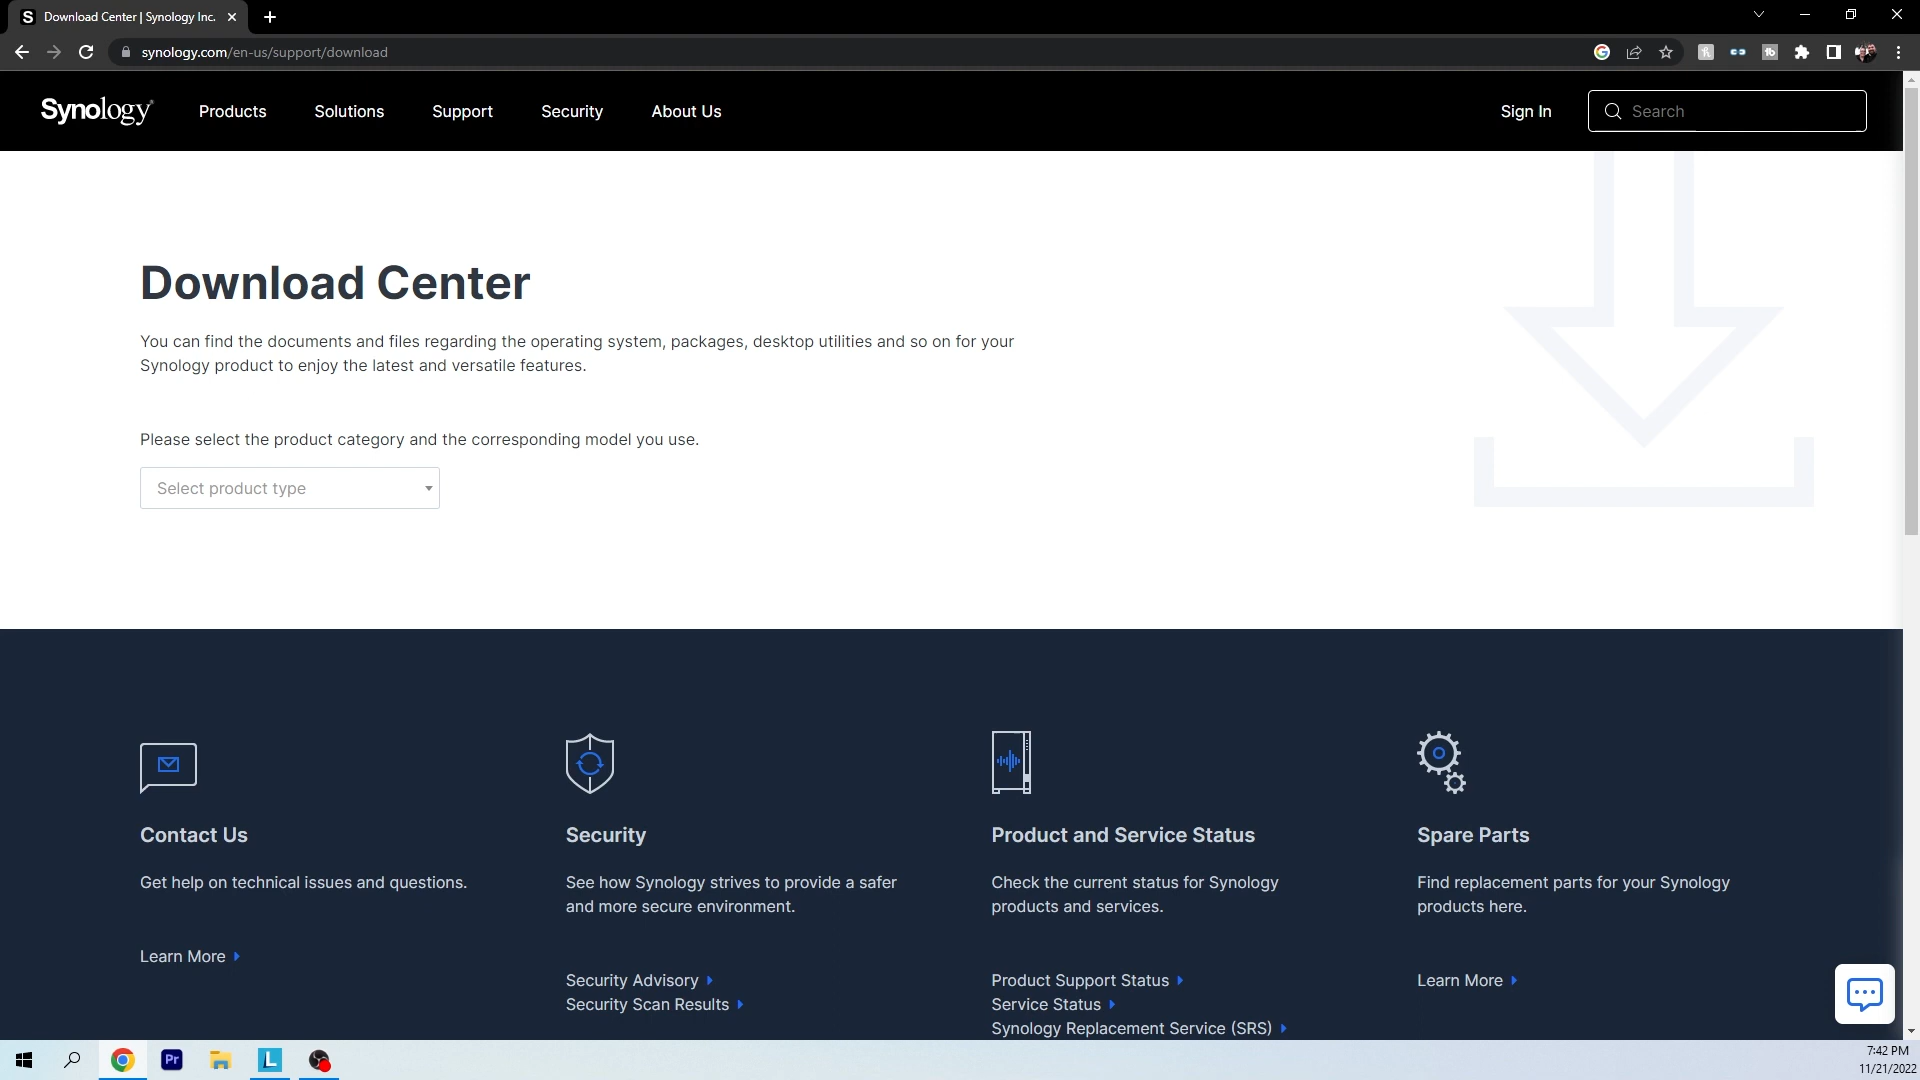 S Download Center | Synology Inc.
synology.com/en-us/support/download
Synology
Products
Solutions
Support
Security
About Us
Sign In
Search
Download Center
You can find the documents and files regarding the operating system, packages, desktop utilities and so on for your
Synology product to enjoy the latest and versatile features.
Please select the product category and the corresponding model you use.
Select product type
Contact Us
Get help on technical issues and questions.
Learn More
Security
See how Synology strives to provide a safer
and more secure environment.
Security Advisory
Security Scan Results
Product and Service Status
Check the current status for Synology
products and services.
Product Support Status
Service Status
Synology Replacement Service (SRS)
Spare Parts
Find replacement parts for your Synology
products here.
Learn More
Pr
L
7:42 PM
11/21/2022